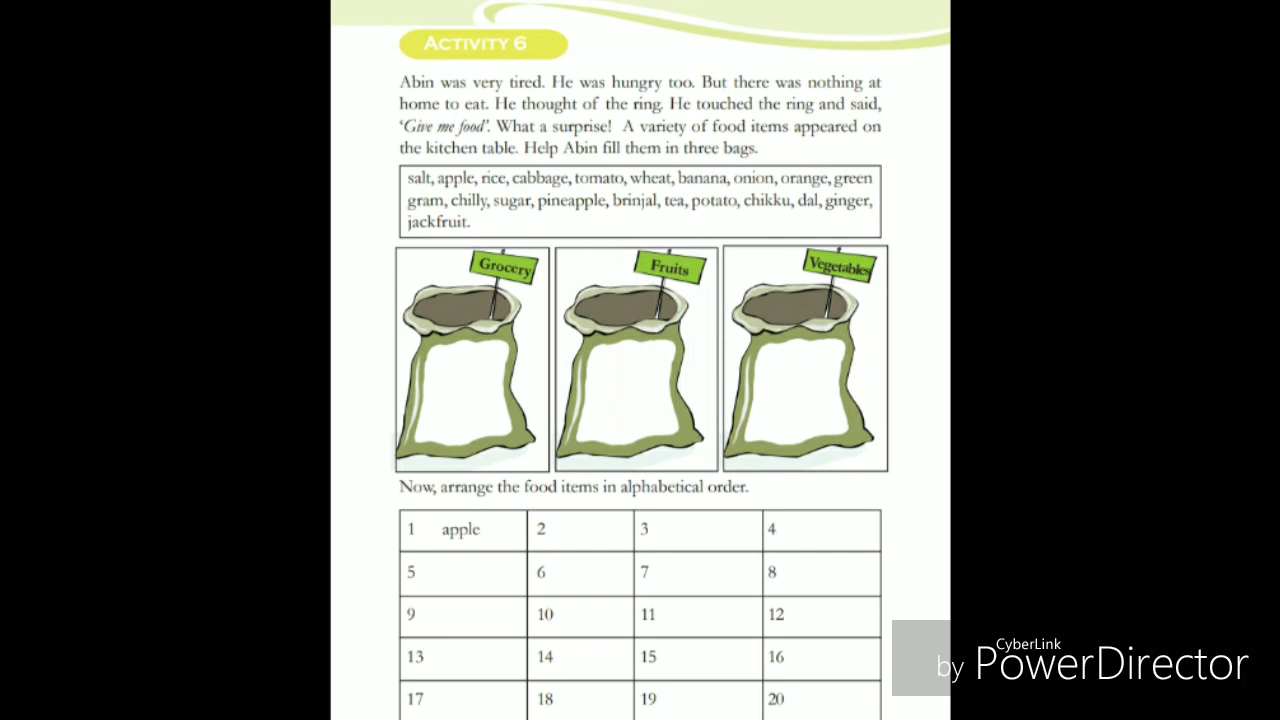 ACTIVITY 6
Abin was very tired. He was hungry too. But there was nothing at
home to eat. He thought of the ring. He touched the ring and said,
'Give me food'. What a surprise! A variety of food items appeared on
the kitchen table. Help Abin fill them in three bags.
salt, apple, rice, cabbage, tomato, wheat, banana, onion, orange, green
gram, chilly, sugar, pineapple, brinjal, tea, potato, chikku, dal, ginger,
jackfruit.
Grocery
Fruits
Vegetables
Now, arrange the food items in alphabetical order.
1 apple 2 3 4
5 6 7 8
9 10 11 12
13 14 15 16
17 18 19 20
CyberLink
by PowerDirector